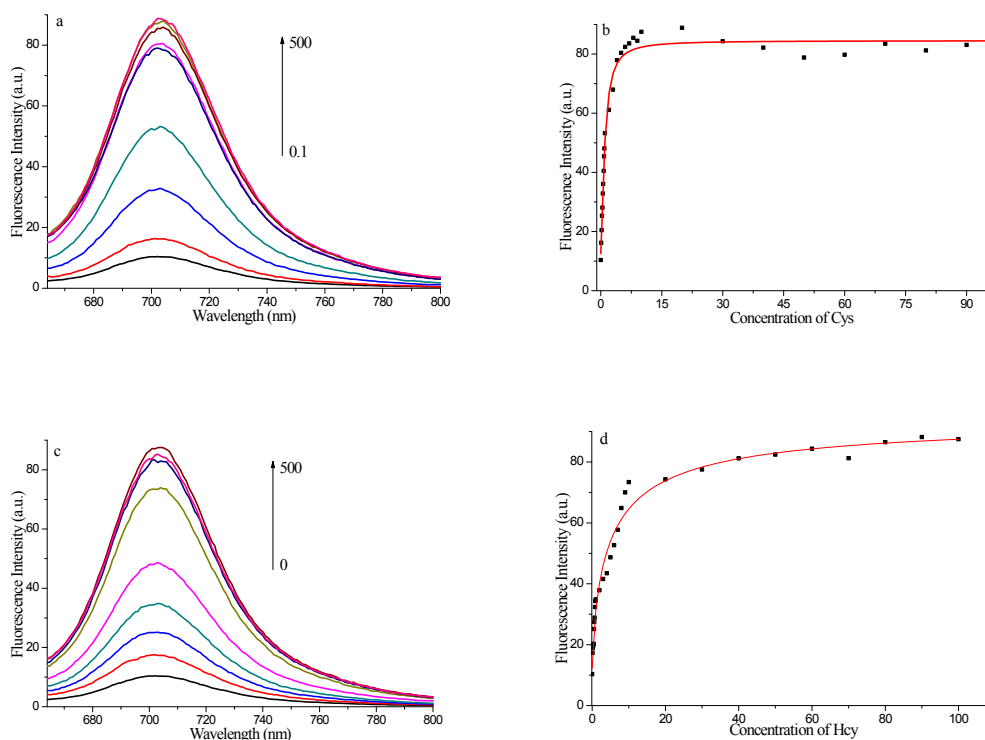 a
500
0.1
80
60
40
20
0
Fluorescence Intensity (a.u.)
680 700 720 740 760 780 800
Wavelength (nm)
b
100
80
60
40
20
0
Fluorescence Intensity (a.u.)
0 15 30 45 60 75 90
Concentration of Cys
c
500
0
80
60
40
20
0
Fluorescence Intensity (a.u.)
680 700 720 740 760 780 800
Wavelength (nm)
d
100
80
60
40
20
0
Fluorescence Intensity (a.u.)
0 20 40 60 80 100
Concentration of Hcy